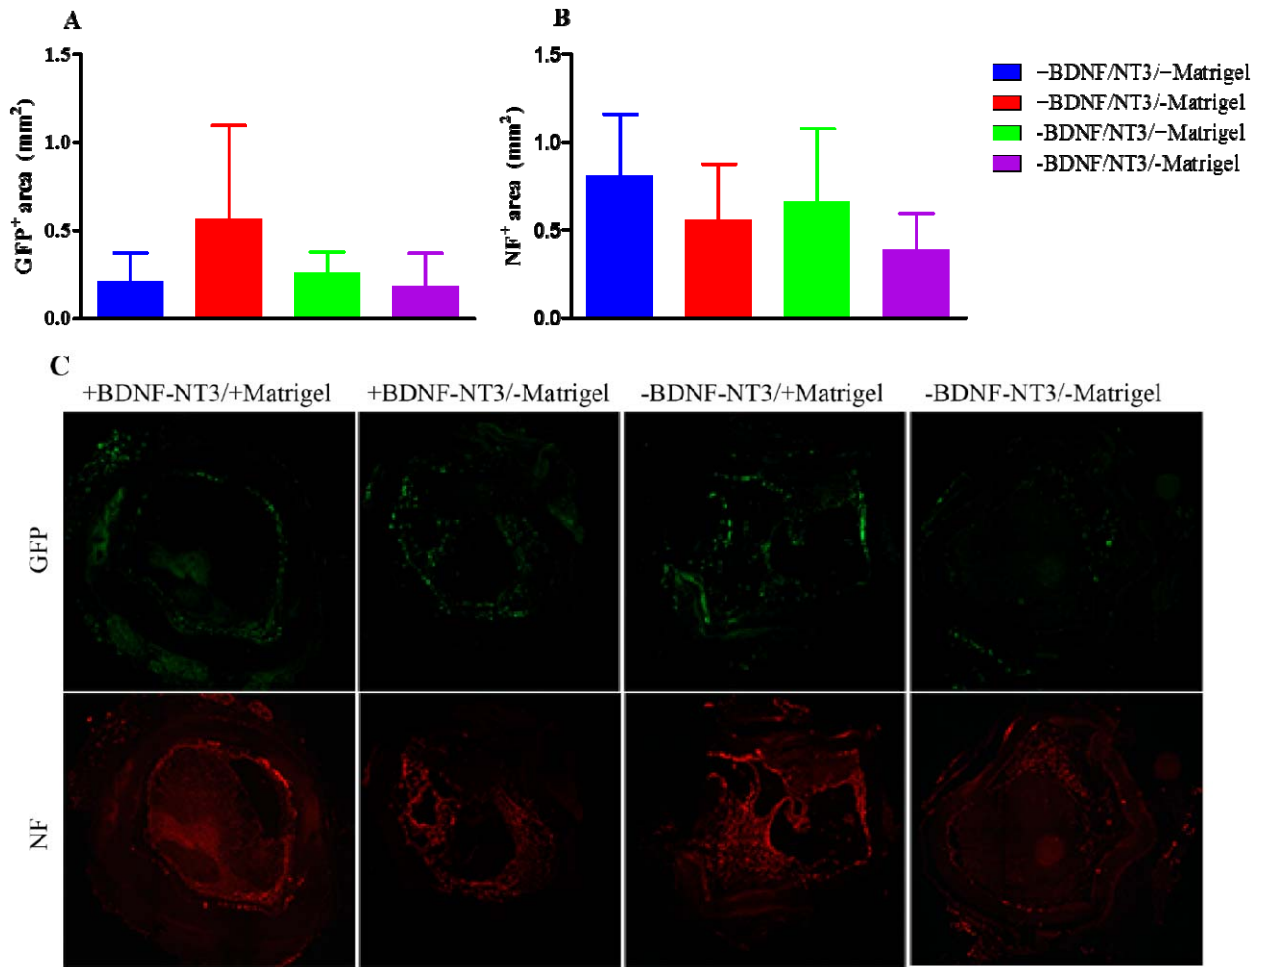 A
B
1.5
1.0
0.5
0.0
GFP+ area (mm2)
1.5
1.0
0.5
0.0
NF+ area (mm2)
−BDNF/NT3/−Matrigel
−BDNF/NT3/-Matrigel
-BDNF/NT3/−Matrigel
-BDNF/NT3/-Matrigel
C
+BDNF-NT3/+Matrigel
+BDNF-NT3/-Matrigel
-BDNF-NT3/+Matrigel
-BDNF-NT3/-Matrigel
GFP
NF